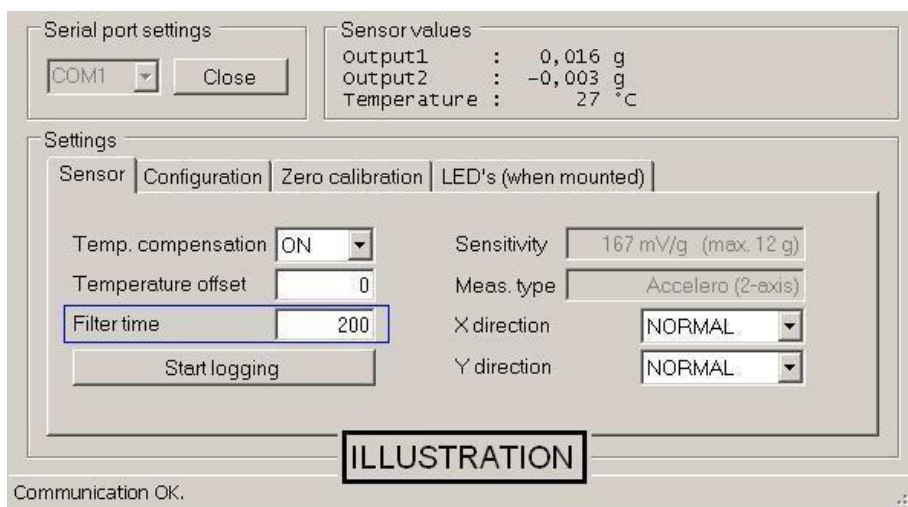 Serial port settings
COM1
Close
Sensor values
Output1 : 0,016 g
Output2 : -0,003 g
Temperature : 27 °C
Settings
Sensor
Configuration
Zero calibration
LED's (when mounted)
Temp. compensation ON
Temperature offset 0
Filter time 200
Start logging
Sensitivity 167 mV/g (max. 12 g)
Meas. type Accelero (2-axis)
X direction NORMAL
Y direction NORMAL
ILLUSTRATION
Communication OK.